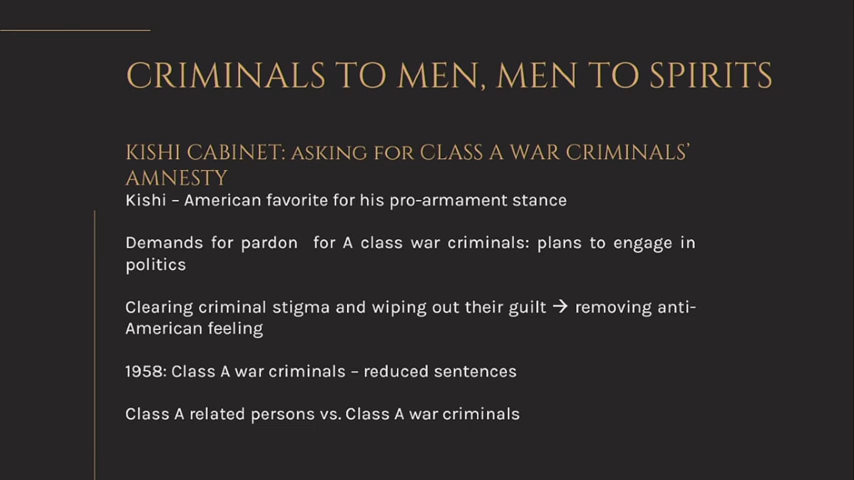 CRIMINALS TO MEN, MEN TO SPIRITS
KISHI CABINET: ASKING FOR CLASS A WAR CRIMINALS’
AMNESTY
Kishi – American favorite for his pro-armament stance
Demands for pardon for A class war criminals: plans to engage in
politics
Clearing criminal stigma and wiping out their guilt → removing anti-
American feeling
1958: Class A war criminals – reduced sentences
Class A related persons vs. Class A war criminals